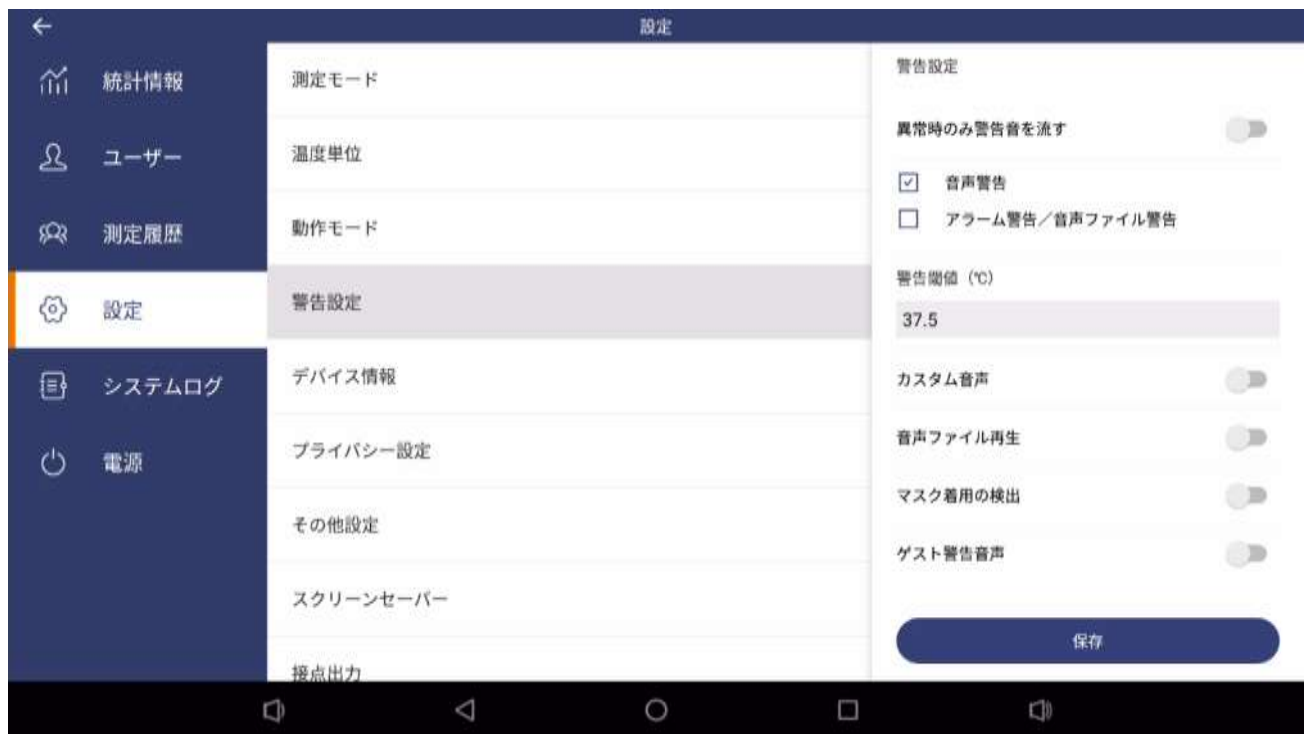 設定
統計情報
ユーザー
測定履歴
設定
システムログ
電源
測定モード
温度単位
動作モード
警告設定
デバイス情報
プライバシー設定
その他設定
スクリーンセーバー
接点出力
警告設定
異常時のみ警告音を流す
音声警告
アラーム警告／音声ファイル警告
警告閾値（℃）
37.5
カスタム音声
音声ファイル再生
マスク着用の検出
ゲスト警告音声
保存